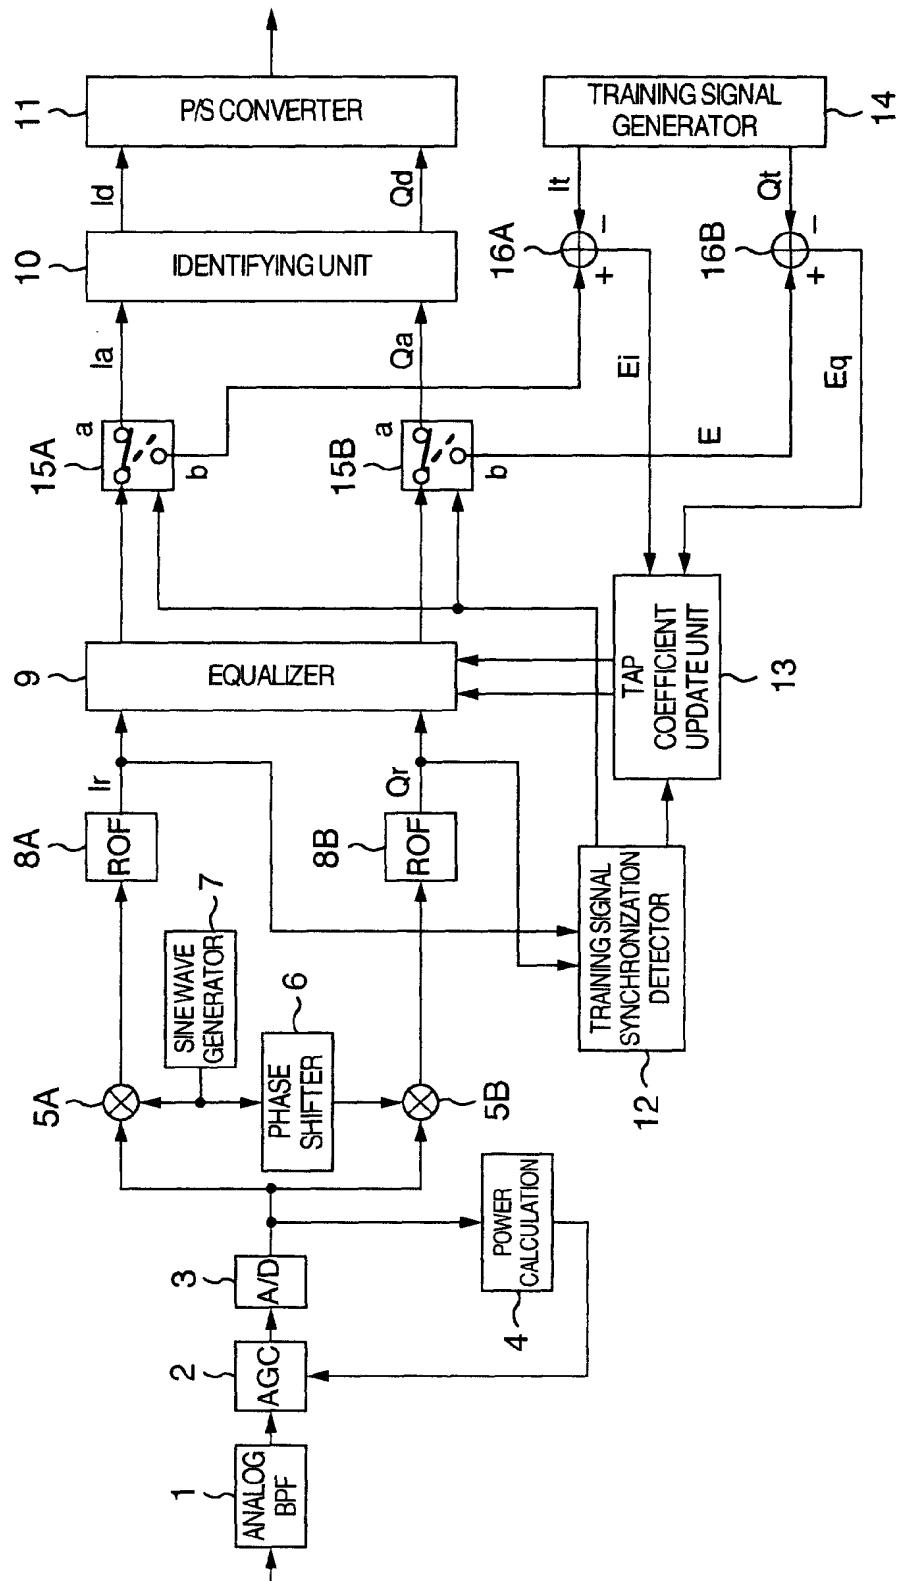 1
ANALOG
BPF
2
AGC
3
A/D
4
POWER
CALCULATION
5A
5B
6
PHASE
SHIFTER
7
SINE WAVE
GENERATOR
8A
ROF
Ir
8B
ROF
Qr
9
EQUALIZER
12
TRAINING SIGNAL
SYNCHRONIZATION
DETECTOR
13
TAP
COEFFICIENT
UPDATE UNIT
15A
a
b
15B
a
b
Ia
Qa
10
IDENTIFYING UNIT
Id
Qd
11
P/S CONVERTER
14
TRAINING SIGNAL
GENERATOR
It
Qt
16A
−
+
16B
−
+
Ei
E
Eq